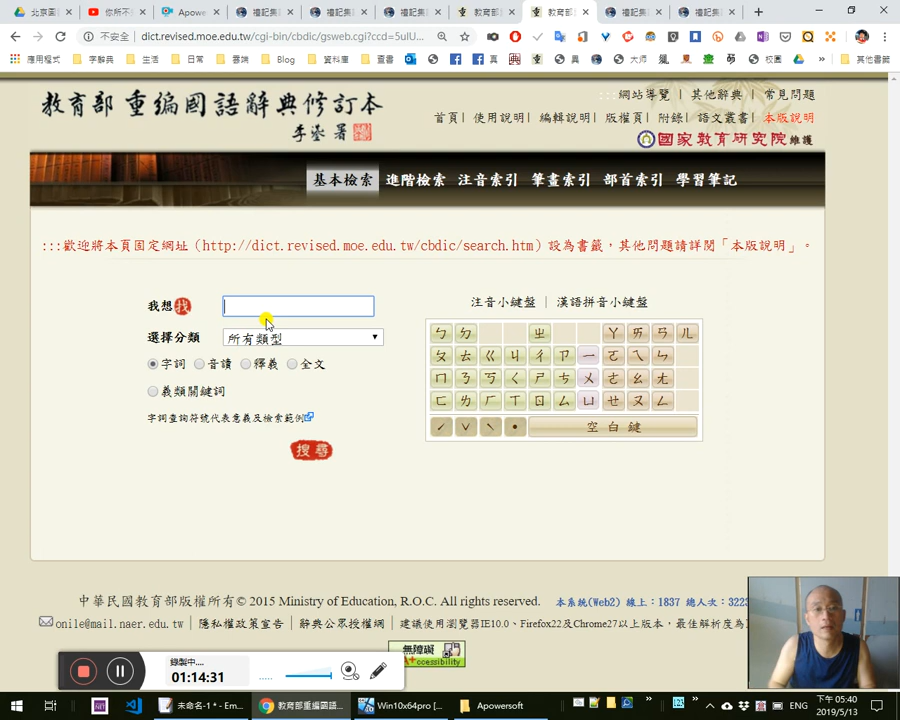 北京國
你所不
Apowe
禮記集
禮記集
禮記集
教育部
教育部
禮記集
禮記集
不安全 | dict.revised.moe.edu.tw/cgi-bin/cbdic/gsweb.cgi?ccd=5ulU...
應用程式 字辭典 生活 日常 雲端 Blog 資料庫 查書 大師 校園 其他書籤
教育部重編國語辭典修訂本
李鍌署
:::網站導覽 | 其他辭典 | 常見問題
首頁| 使用說明| 編輯說明| 版權頁| 附錄| 語文叢書| 本版說明
國家教育研究院維護
基本檢索 進階檢索 注音索引 筆畫索引 部首索引 學習筆記
:::歡迎將本頁固定網址（http://dict.revised.moe.edu.tw/cbdic/search.htm）設為書籤，其他問題請詳閱「本版說明」。
我想找
選擇分類 所有類型
字詞 音讀 釋義 全文
義類關鍵詞
字詞查詢符號代表意義及檢索範例
搜尋
注音小鍵盤 | 漢語拼音小鍵盤
ㄅ ㄉ ㄓ ㄚ ㄞ ㄢ ㄦ
ㄆ ㄊ ㄍ ㄐ ㄔ ㄗ ㄧ ㄛ ㄟ ㄣ
ㄇ ㄋ ㄎ ㄑ ㄕ ㄘ ㄨ ㄜ ㄠ ㄤ
ㄈ ㄌ ㄏ ㄒ ㄖ ㄙ ㄩ ㄝ ㄡ ㄥ
ˊ ˇ ˋ ˙ 空白鍵
中華民國教育部版權所有© 2015 Ministry of Education, R.O.C. All rights reserved. 本系統(Web2) 線上：1837 總人次：3223
onile@mail.naer.edu.tw | 隱私權政策宣告 | 辭典公眾授權網 | 建議使用瀏覽器IE10.0、Firefox22及Chrome27以上版本，最佳解析度為1
無障礙
A+ccessibility
錄製中....
01:14:31
未命名-1 * - Em...
教育部重編國語...
Win10x64pro [...
Apowersoft
ENG
下午 05:40
2019/5/13